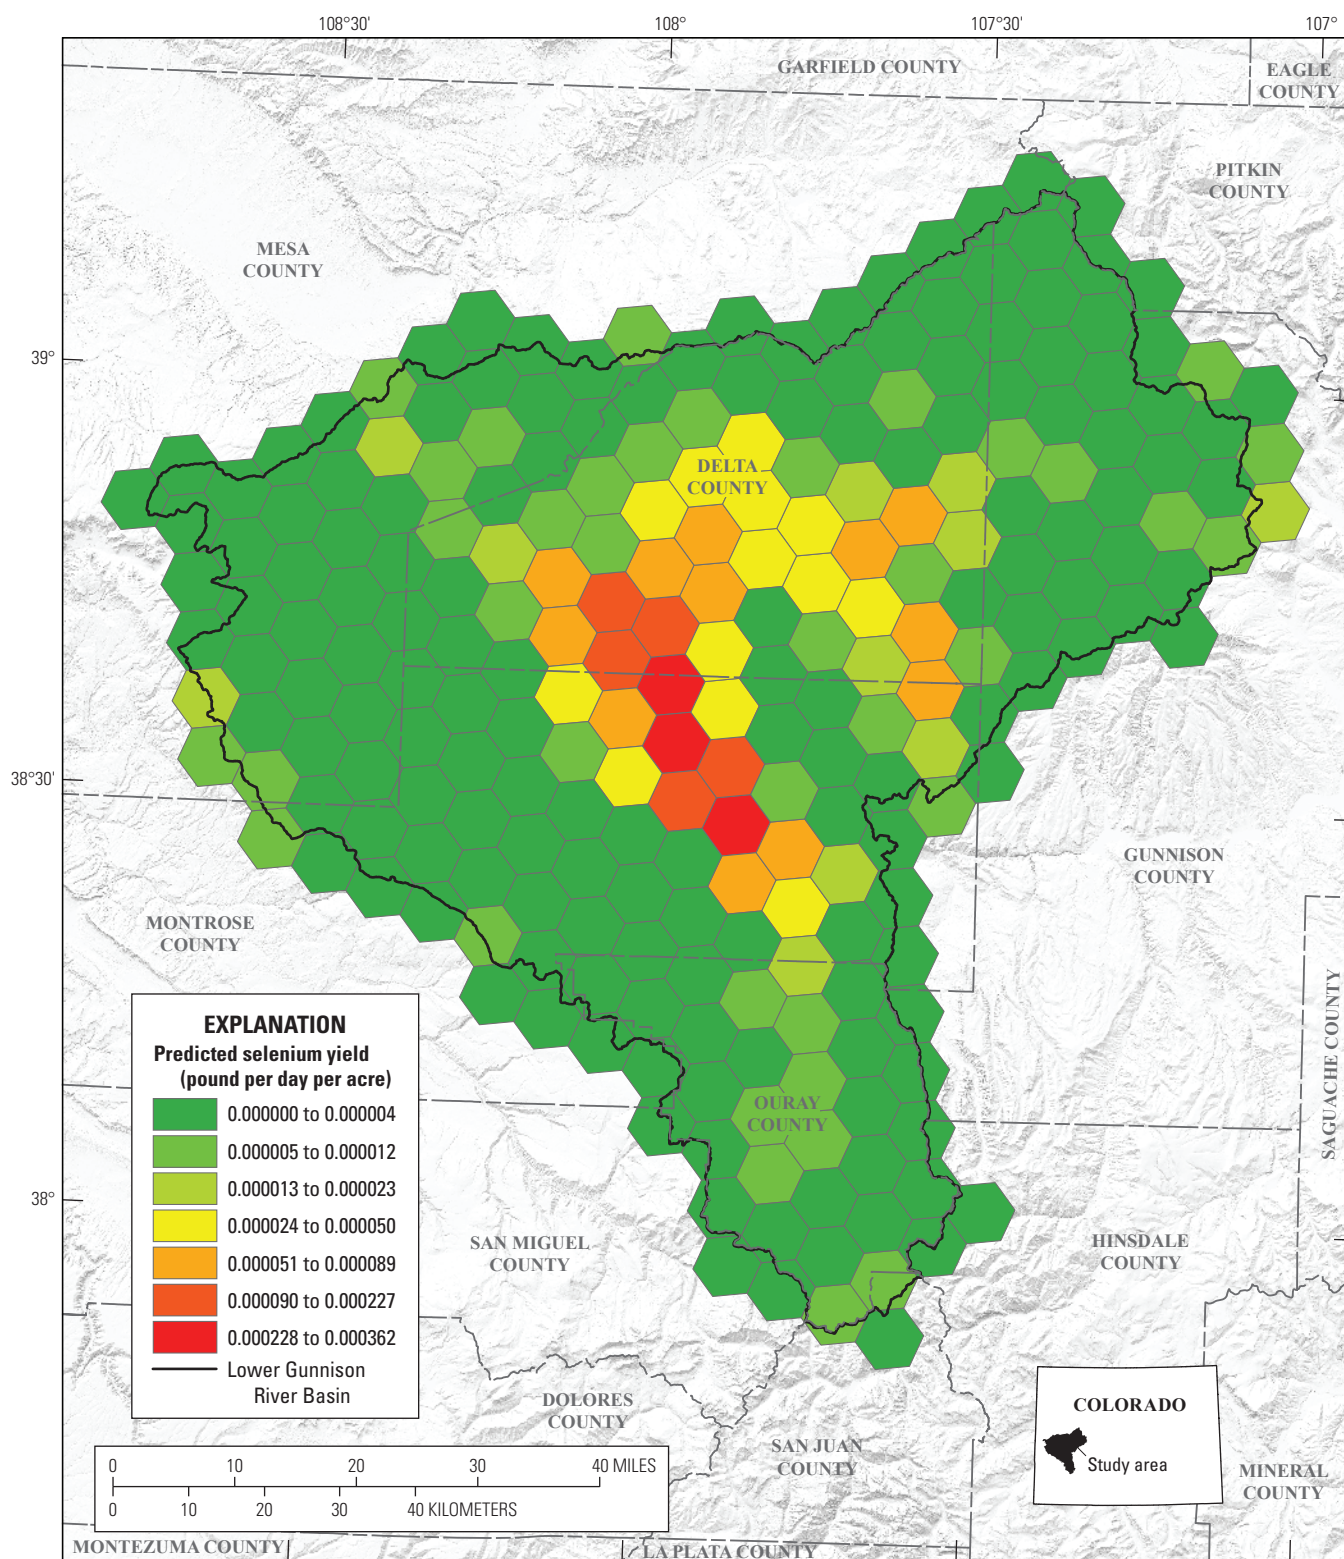 108°30'
108°
107°30'
107°
GARFIELD COUNTY
EAGLE
COUNTY
PITKIN
COUNTY
MESA
COUNTY
39°
DELTA
COUNTY
38°30'
GUNNISON
COUNTY
MONTROSE
COUNTY
SAGUACHE COUNTY
EXPLANATION
Predicted selenium yield
(pound per day per acre)
0.000000 to 0.000004
0.000005 to 0.000012
0.000013 to 0.000023
0.000024 to 0.000050
0.000051 to 0.000089
0.000090 to 0.000227
0.000228 to 0.000362
Lower Gunnison
River Basin
OURAY
COUNTY
38°
SAN MIGUEL
COUNTY
HINSDALE
COUNTY
DOLORES
COUNTY
SAN JUAN
COUNTY
COLORADO
Study area
MINERAL
COUNTY
0 10 20 30 40 MILES
0 10 20 30 40 KILOMETERS
MONTEZUMA COUNTY
LA PLATA COUNTY